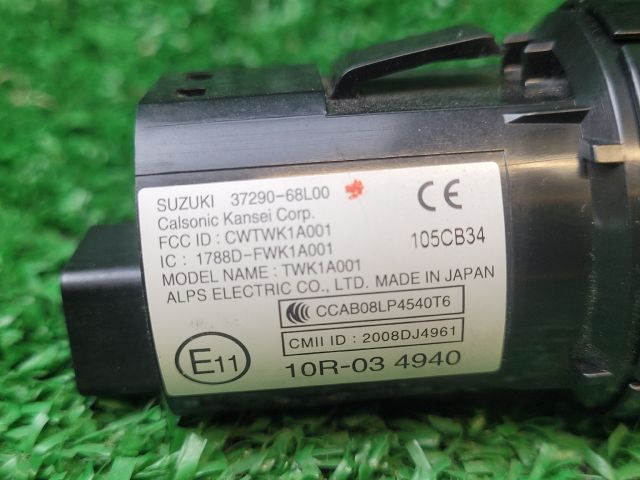 SUZUKI 37290-68L00
Calsonic Kansei Corp.
FCC ID : CWTWK1A001
IC : 1788D-FWK1A001
MODEL NAME : TWK1A001
ALPS ELECTRIC CO., LTD. MADE IN JAPAN
CE
105CB34
CCAB08LP4540T6
CMII ID : 2008DJ4961
E11
10R-03 4940